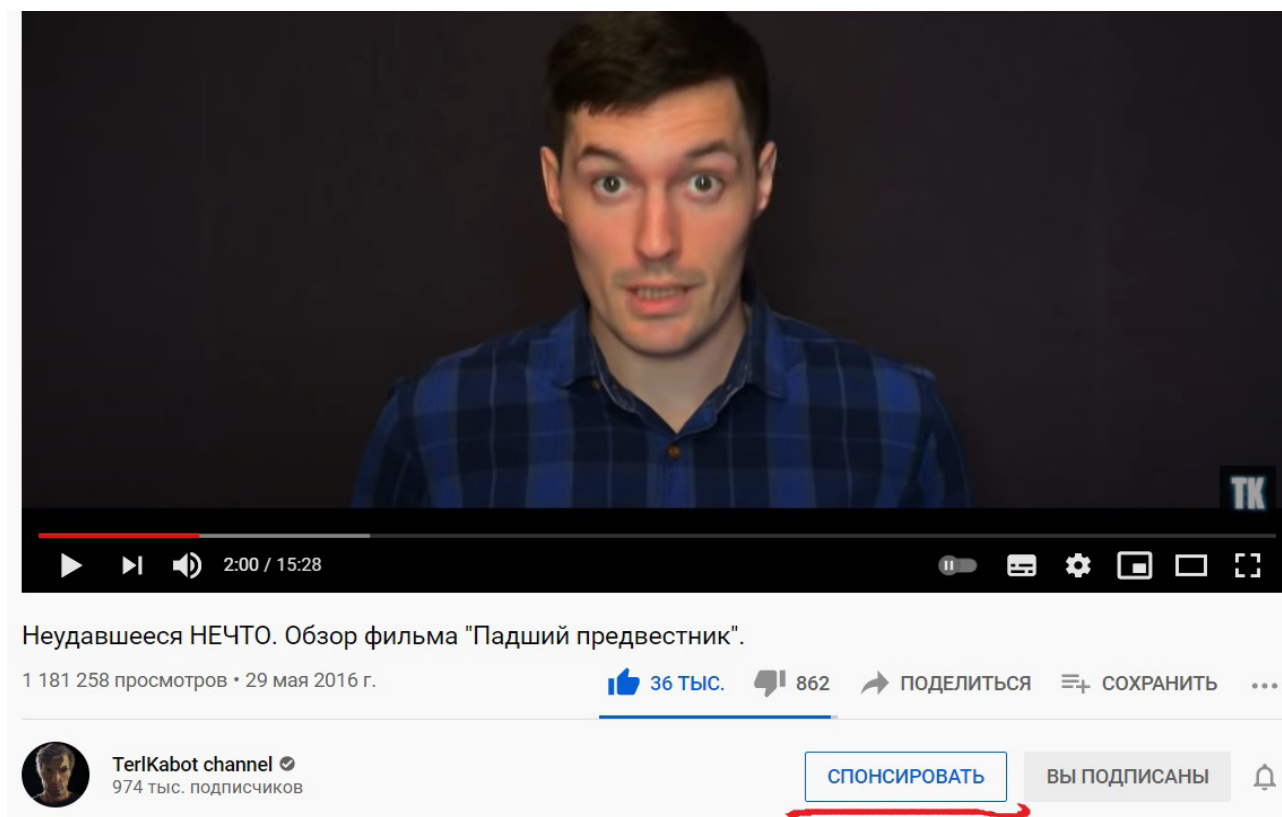 TK
2:00 / 15:28
Неудавшееся НЕЧТО. Обзор фильма "Падший предвестник".
1 181 258 просмотров • 29 мая 2016 г.
36 ТЫС. 862 ПОДЕЛИТЬСЯ СОХРАНИТЬ
TerlKabot channel
974 тыс. подписчиков
СПОНСИРОВАТЬ ВЫ ПОДПИСАНЫ